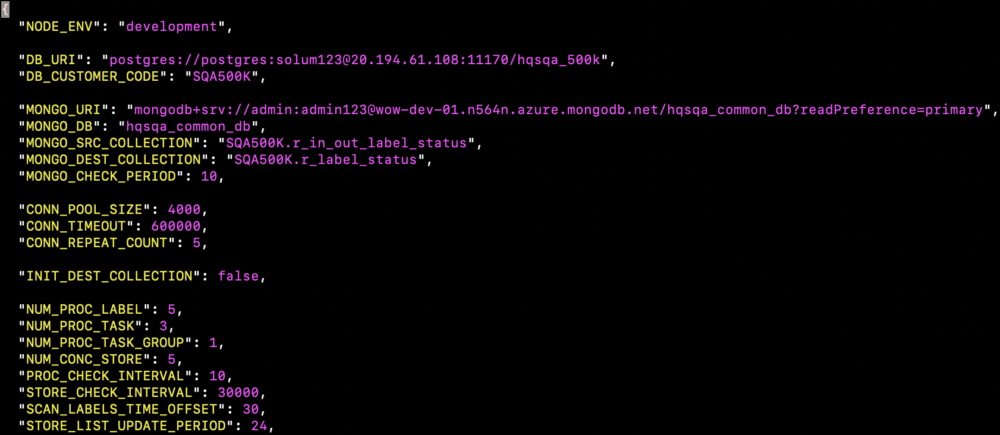 {
"NODE_ENV": "development",
"DB_URI": "postgres://postgres:solum123@20.194.61.108:11170/hqsqa_500k",
"DB_CUSTOMER_CODE": "SQA500K",
"MONGO_URI": "mongodb+srv://admin:admin123@wow-dev-01.n564n.azure.mongodb.net/hqsqa_common_db?readPreference=primary",
"MONGO_DB": "hqsqa_common_db",
"MONGO_SRC_COLLECTION": "SQA500K.r_in_out_label_status",
"MONGO_DEST_COLLECTION": "SQA500K.r_label_status",
"MONGO_CHECK_PERIOD": 10,
"CONN_POOL_SIZE": 4000,
"CONN_TIMEOUT": 600000,
"CONN_REPEAT_COUNT": 5,
"INIT_DEST_COLLECTION": false,
"NUM_PROC_LABEL": 5,
"NUM_PROC_TASK": 3,
"NUM_PROC_TASK_GROUP": 1,
"NUM_CONC_STORE": 5,
"PROC_CHECK_INTERVAL": 10,
"STORE_CHECK_INTERVAL": 30000,
"SCAN_LABELS_TIME_OFFSET": 30,
"STORE_LIST_UPDATE_PERIOD": 24,